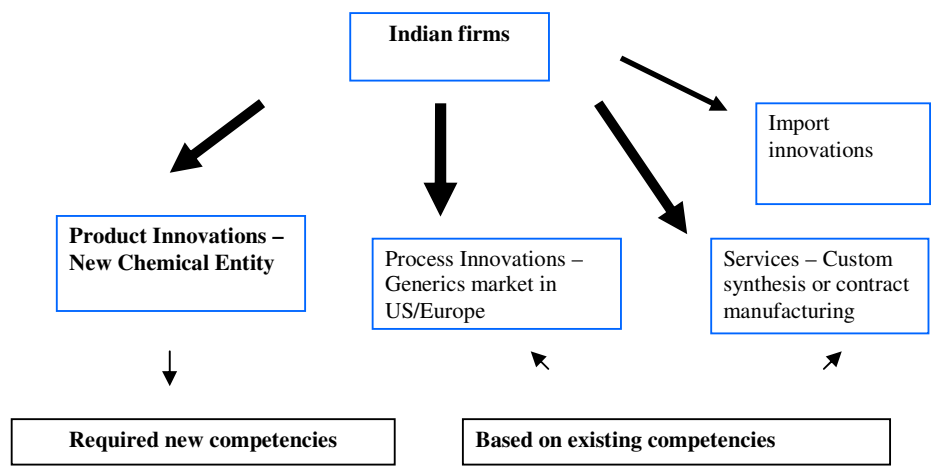 Indian firms
Import
innovations
Product Innovations –
New Chemical Entity
Process Innovations –
Generics market in
US/Europe
Services – Custom
synthesis or contract
manufacturing
Required new competencies
Based on existing competencies